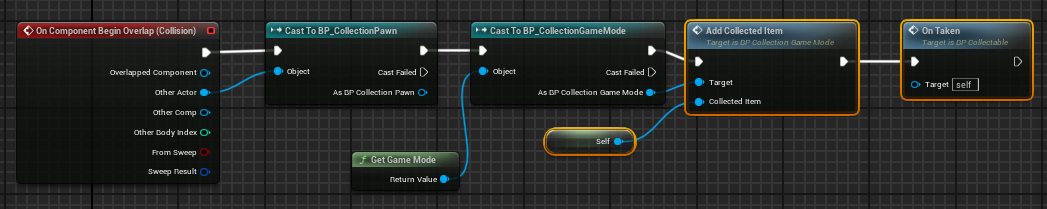 On Component Begin Overlap (Collision)
Overlapped Component
Other Actor
Other Comp
Other Body Index
From Sweep
Sweep Result
Cast To BP_CollectionPawn
Object
Cast Failed
As BP Collection Pawn
f Get Game Mode
Return Value
Cast To BP_CollectionGameMode
Object
Cast Failed
As BP Collection Game Mode
Self
Add Collected Item
Target is BP Collection Game Mode
Target
Collected Item
On Taken
Target is BP Collectable
Target self